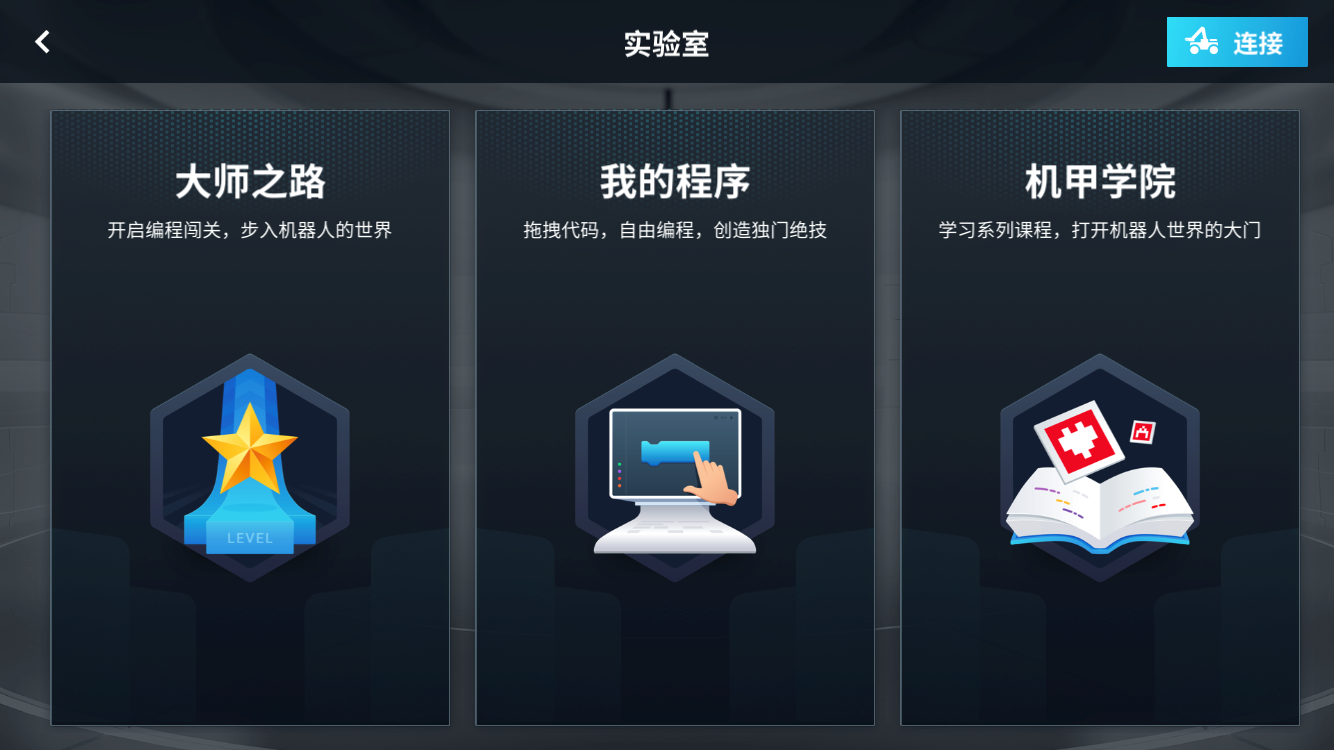 实验室
连接
大师之路
开启编程闯关，步入机器人的世界
LEVEL
我的程序
拖拽代码，自由编程，创造独门绝技
机甲学院
学习系列课程，打开机器人世界的大门